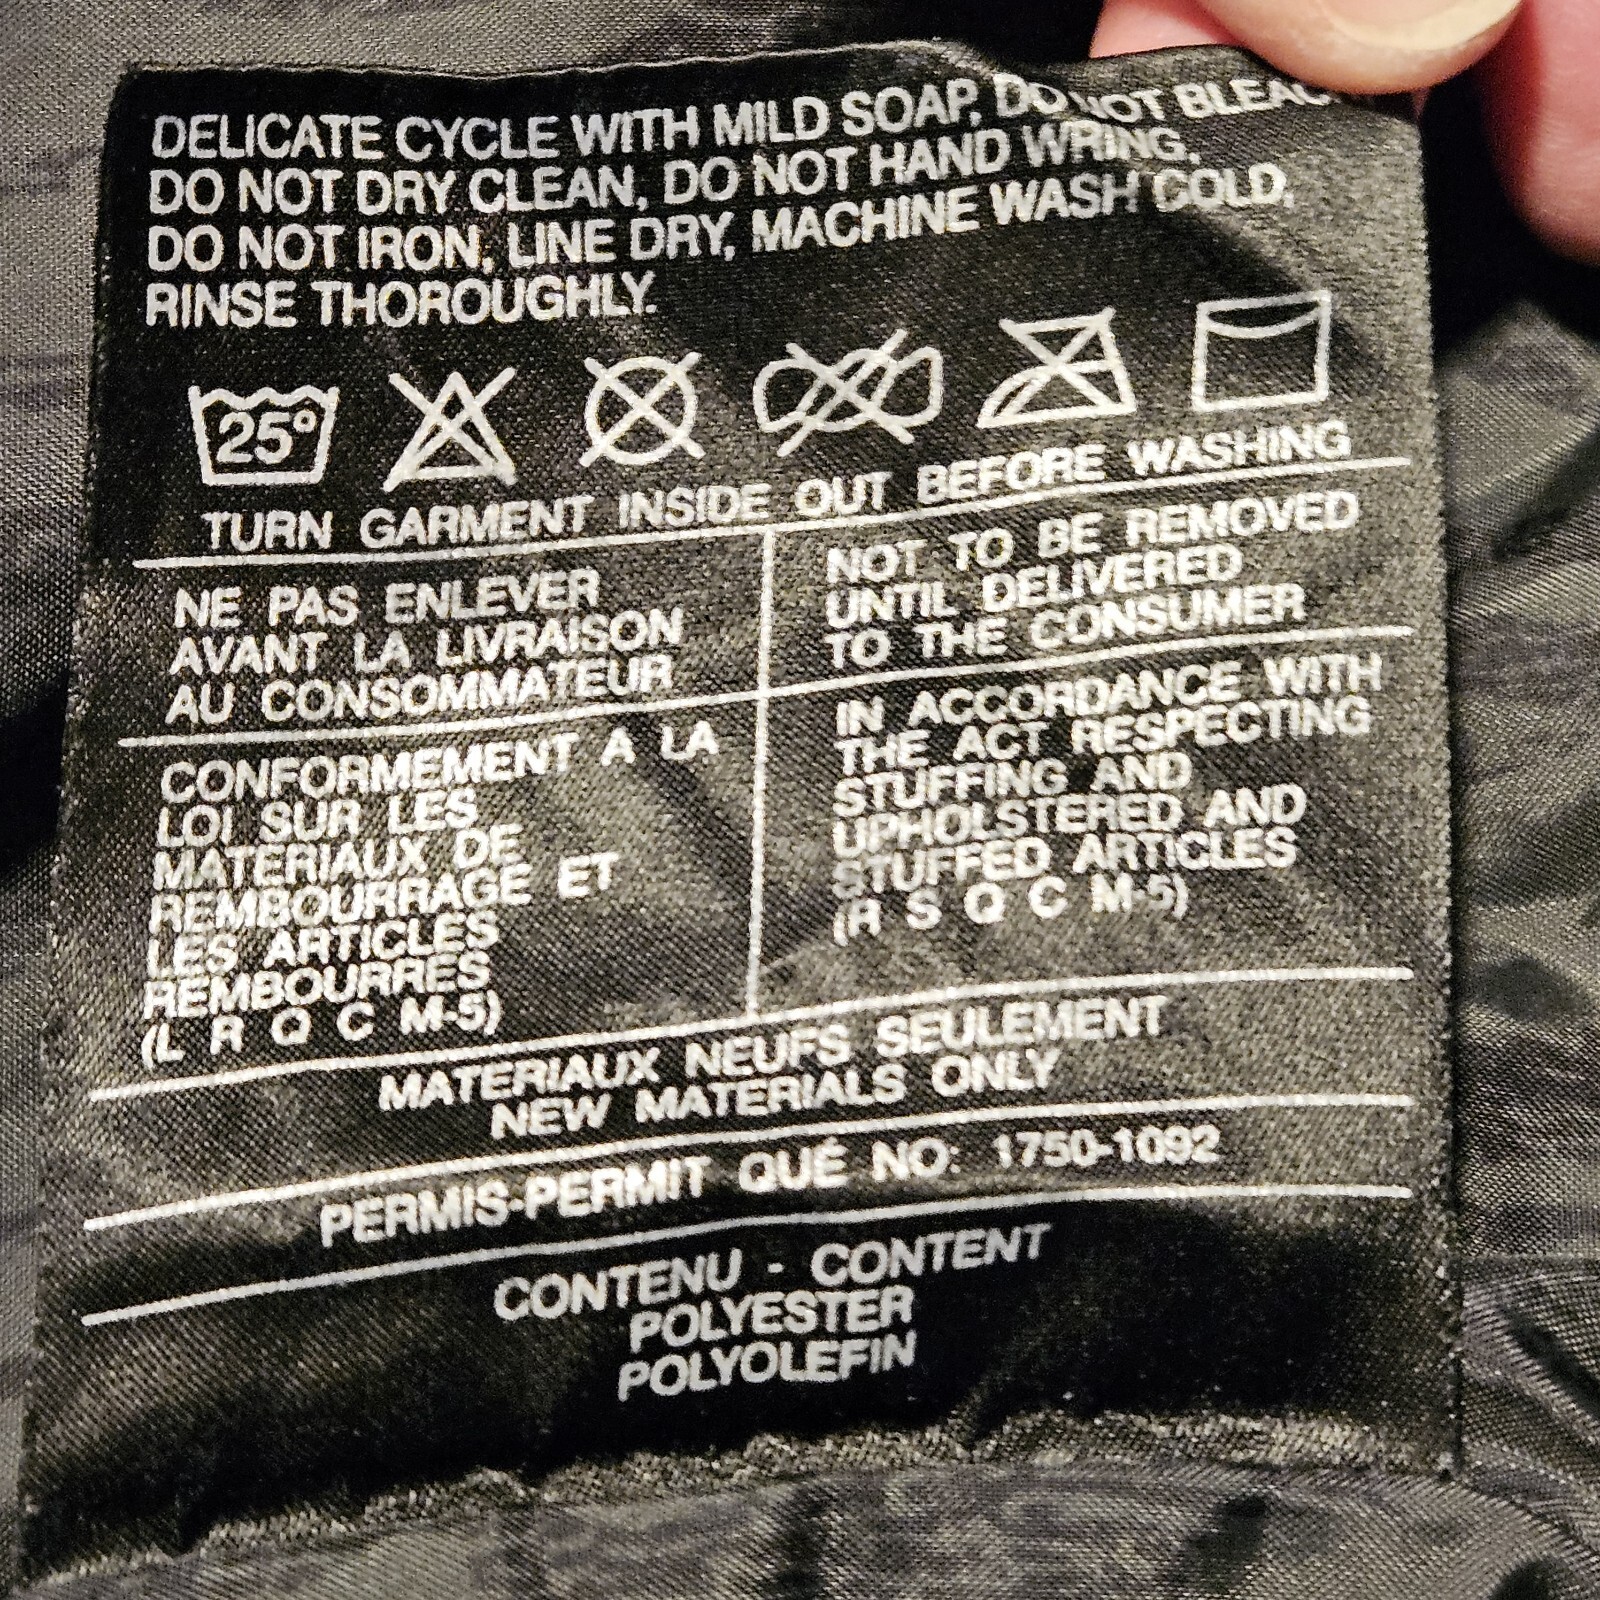 DELICATE CYCLE WITH MILD SOAP, DO NOT BLEACH,
DO NOT DRY CLEAN, DO NOT HAND WRING,
DO NOT IRON, LINE DRY, MACHINE WASH COLD,
RINSE THOROUGHLY.
25°
TURN GARMENT INSIDE OUT BEFORE WASHING
NE PAS ENLEVER
AVANT LA LIVRAISON
AU CONSOMMATEUR
NOT TO BE REMOVED
UNTIL DELIVERED
TO THE CONSUMER
CONFORMEMENT A LA
LOI SUR LES
MATERIAUX DE
REMBOURRAGE ET
LES ARTICLES
REMBOURRES
(L R Q C M-5)
IN ACCORDANCE WITH
THE ACT RESPECTING
STUFFING AND
UPHOLSTERED AND
STUFFED ARTICLES
(R S Q C M-5)
MATERIAUX NEUFS SEULEMENT
NEW MATERIALS ONLY
PERMIS-PERMIT QUÉ NO: 1750-1092
CONTENU - CONTENT
POLYESTER
POLYOLEFIN